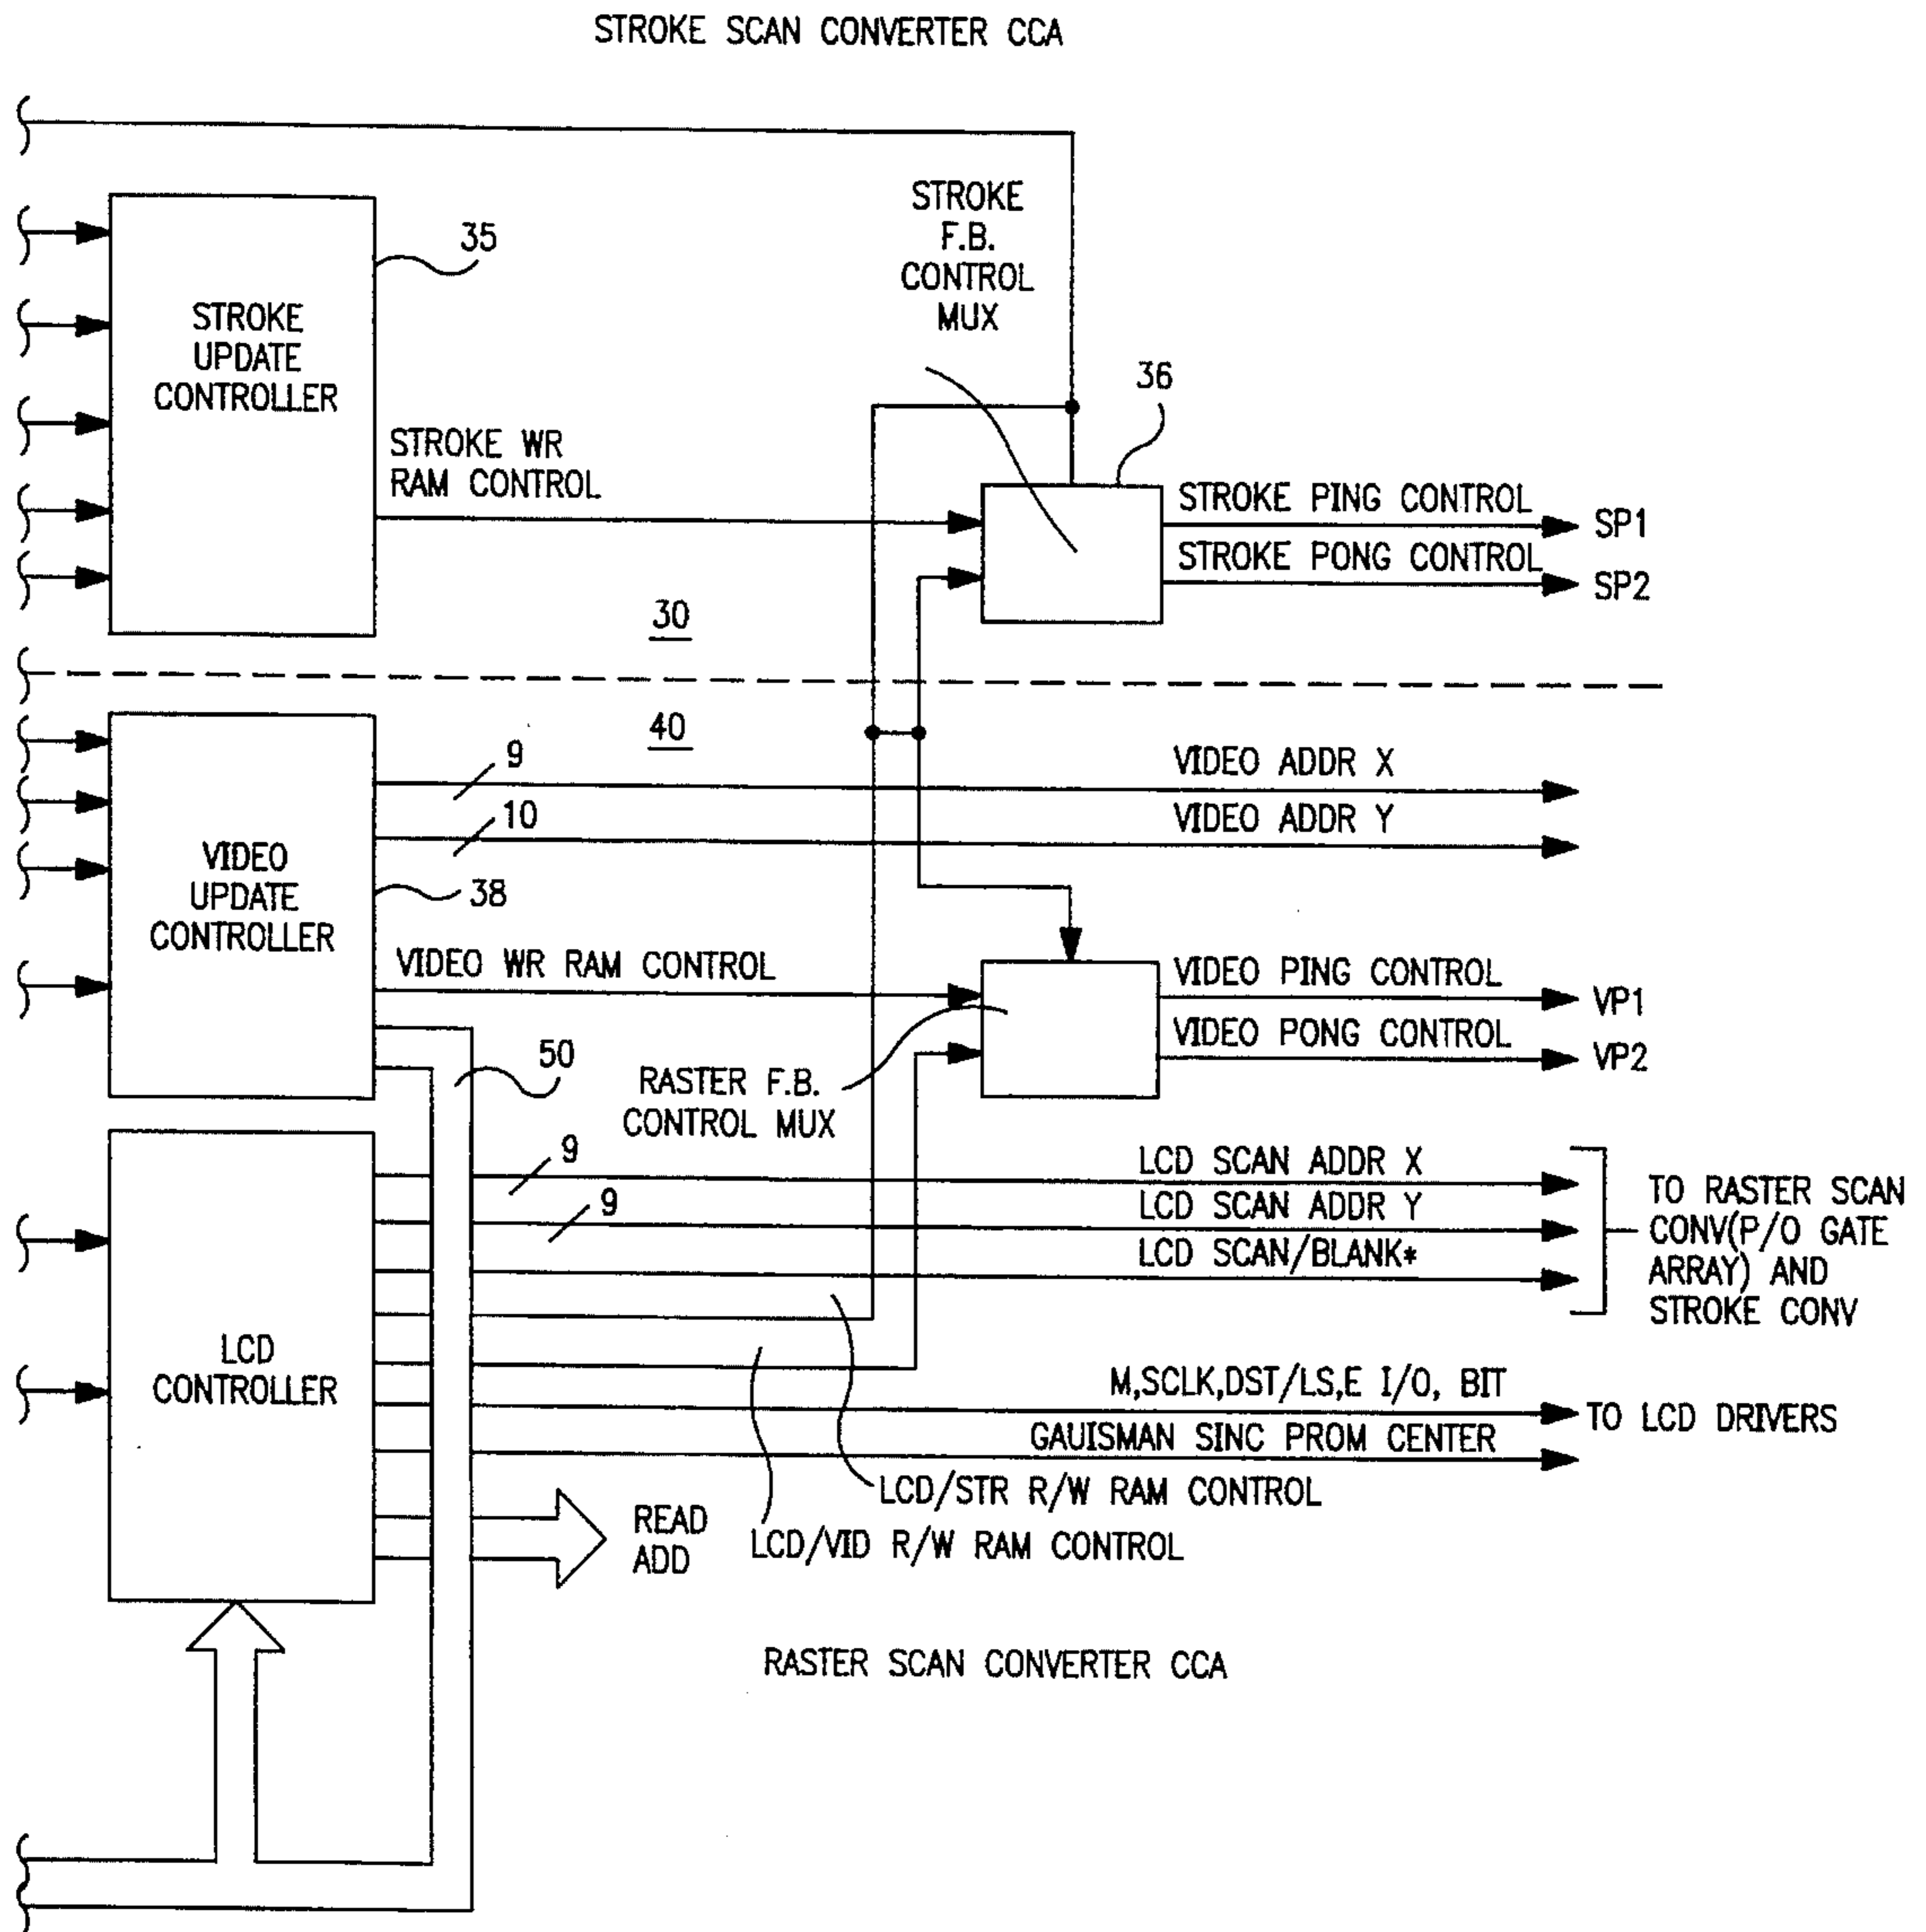 STROKE SCAN CONVERTER CCA
STROKE
F.B.
CONTROL
MUX
35
36
STROKE
UPDATE
CONTROLLER
STROKE WR
RAM CONTROL
STROKE PING CONTROL
SP1
STROKE PONG CONTROL
SP2
30
40
9
VIDEO ADDR X
10
VIDEO ADDR Y
VIDEO
UPDATE
CONTROLLER
38
VIDEO WR RAM CONTROL
VIDEO PING CONTROL
VP1
VIDEO PONG CONTROL
VP2
50
RASTER F.B.
CONTROL MUX
9
LCD SCAN ADDR X
9
LCD SCAN ADDR Y
LCD SCAN/BLANK*
TO RASTER SCAN
CONV(P/O GATE
ARRAY) AND
STROKE CONV
LCD
CONTROLLER
M,SCLK,DST/LS,E I/O, BIT
TO LCD DRIVERS
GAUISMAN SINC PROM CENTER
LCD/STR R/W RAM CONTROL
READ
ADD
LCD/VID R/W RAM CONTROL
RASTER SCAN CONVERTER CCA